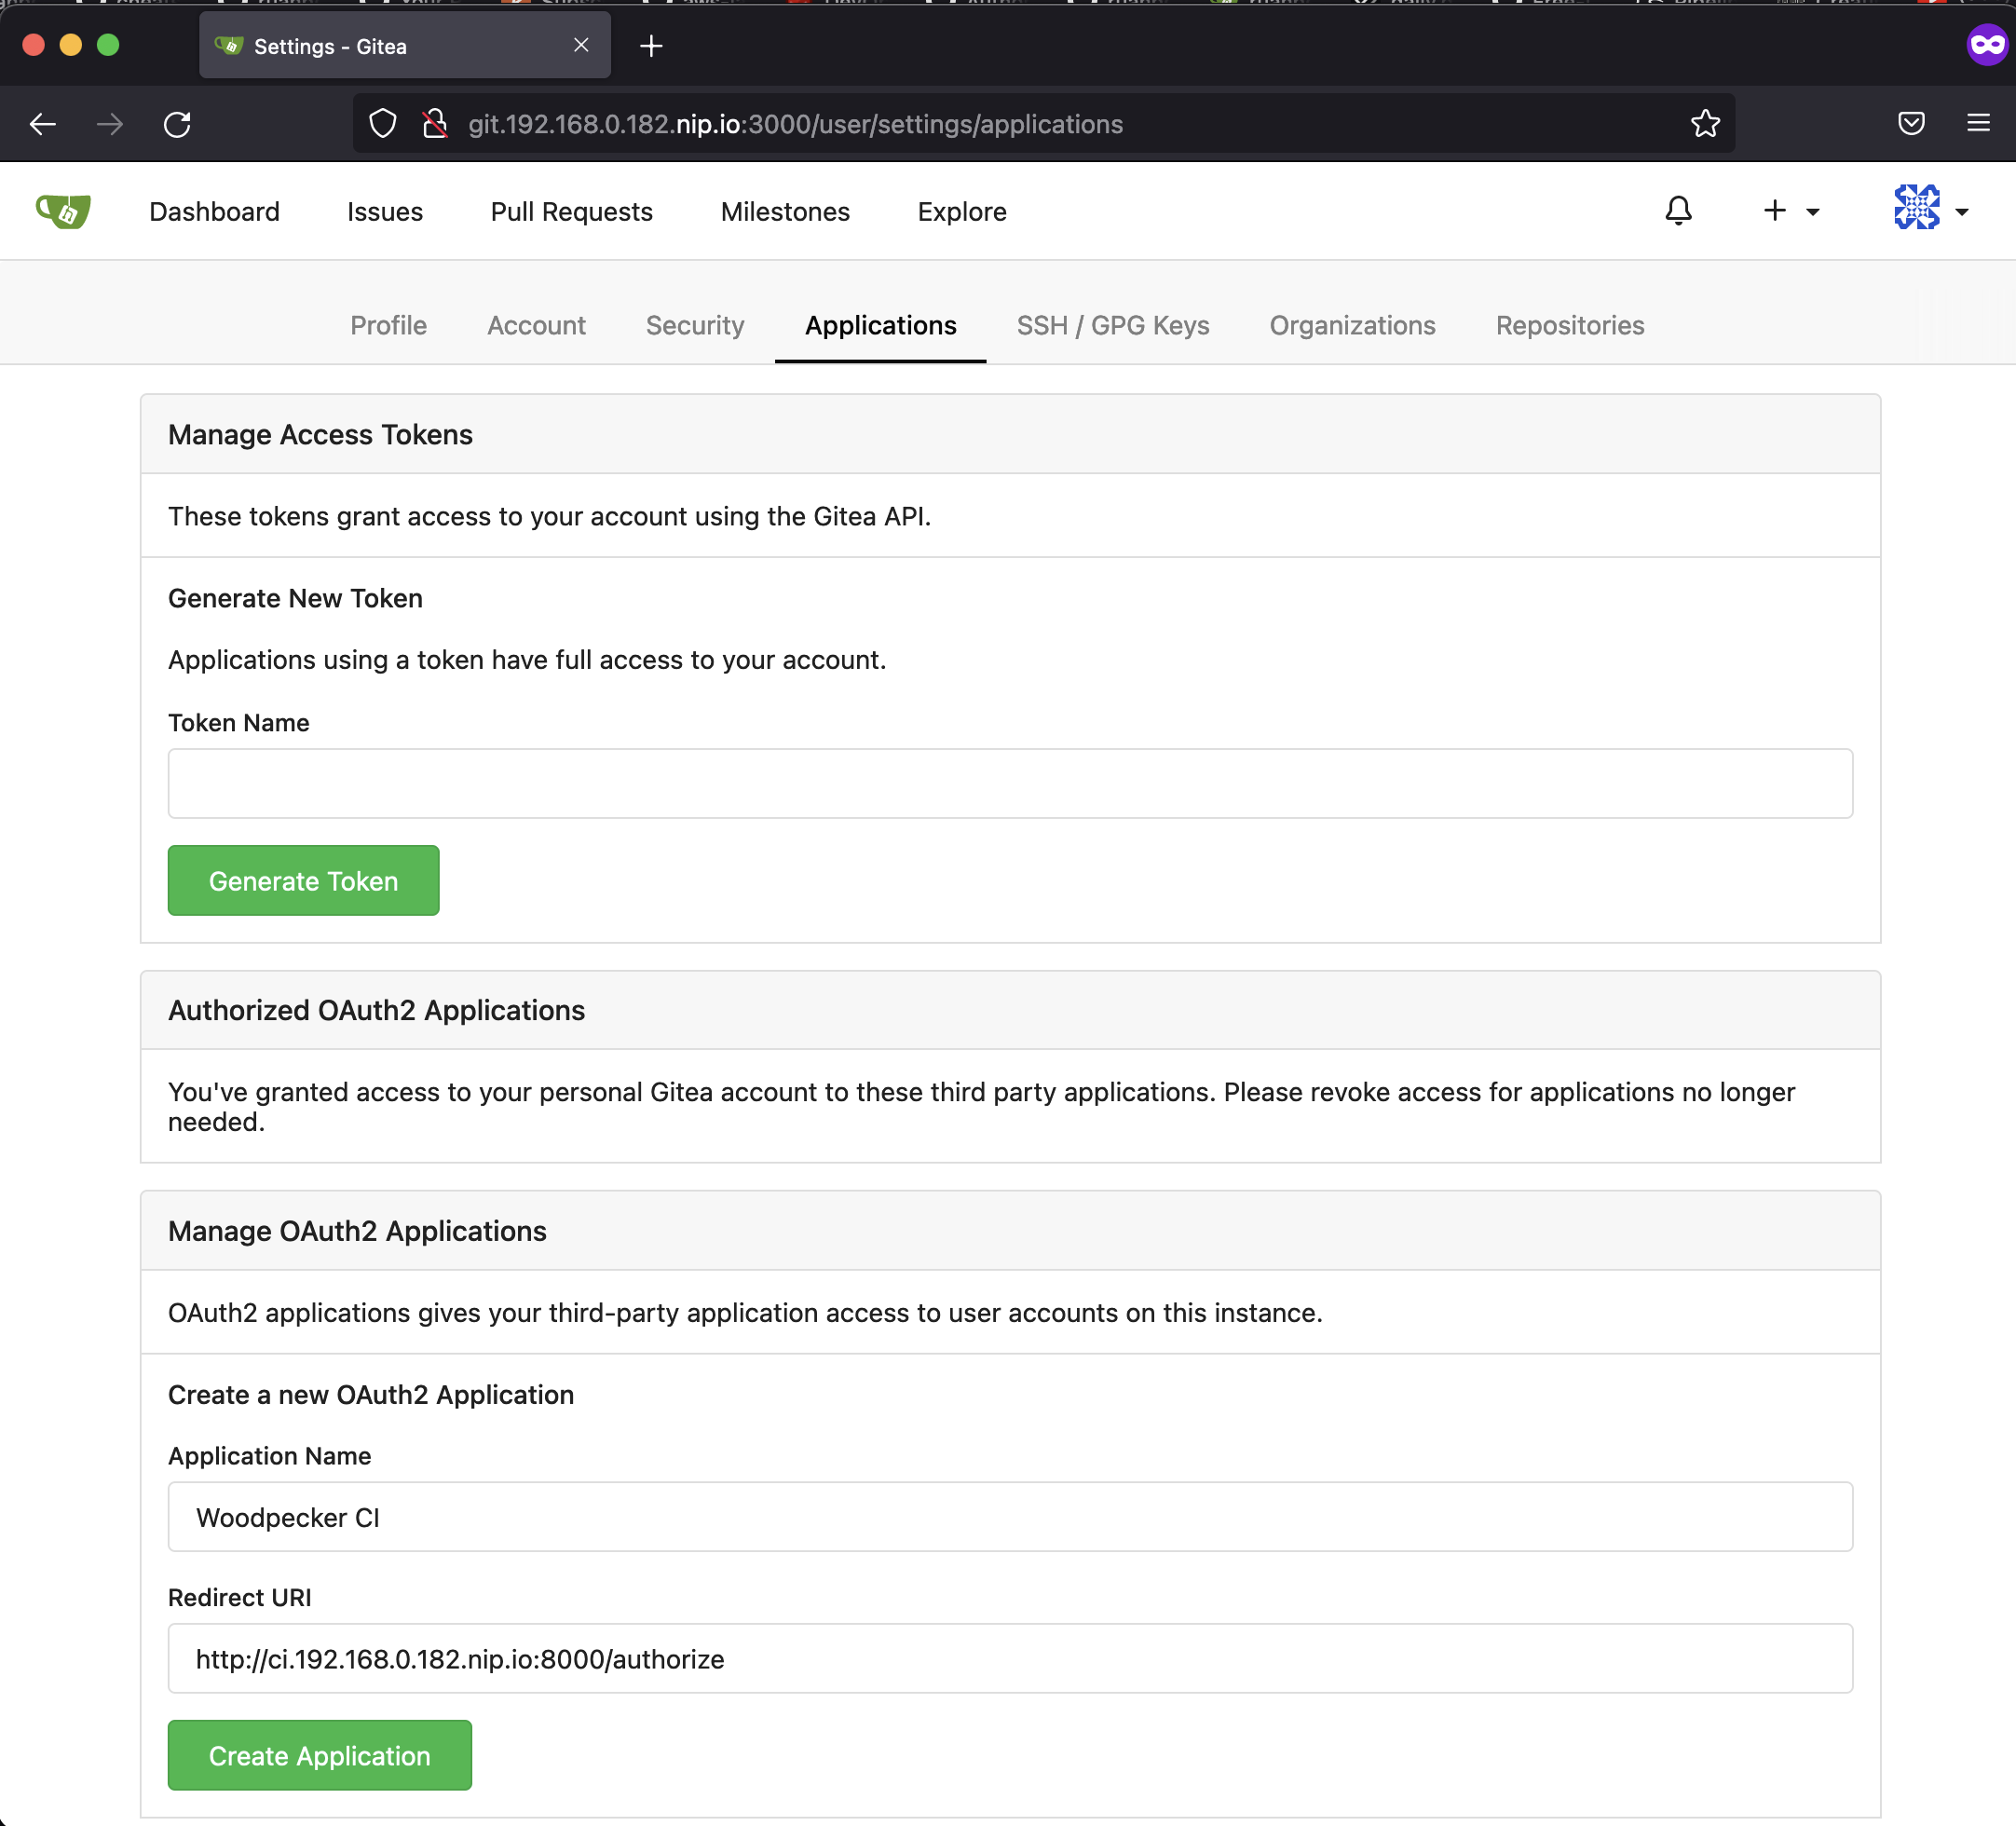 Settings - Gitea
git.192.168.0.182.nip.io:3000/user/settings/applications
Dashboard Issues Pull Requests Milestones Explore
Profile Account Security Applications SSH / GPG Keys Organizations Repositories
Manage Access Tokens
These tokens grant access to your account using the Gitea API.
Generate New Token
Applications using a token have full access to your account.
Token Name
Generate Token
Authorized OAuth2 Applications
You've granted access to your personal Gitea account to these third party applications. Please revoke access for applications no longer
needed.
Manage OAuth2 Applications
OAuth2 applications gives your third-party application access to user accounts on this instance.
Create a new OAuth2 Application
Application Name
Woodpecker CI
Redirect URI
http://ci.192.168.0.182.nip.io:8000/authorize
Create Application